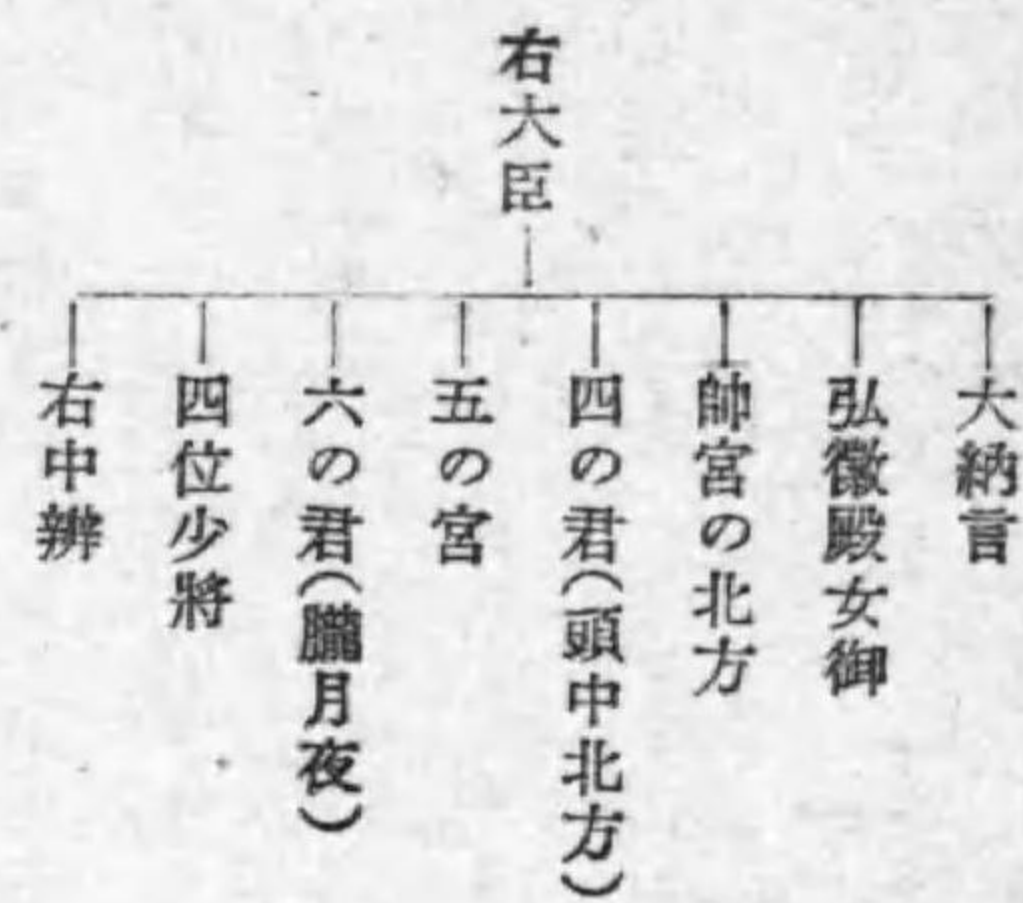 右大臣
大納言
弘徽殿女御
帥宮の北方
四の君(頭中北方)
五の宮
六の君(朧月夜)
四位少將
右中辨